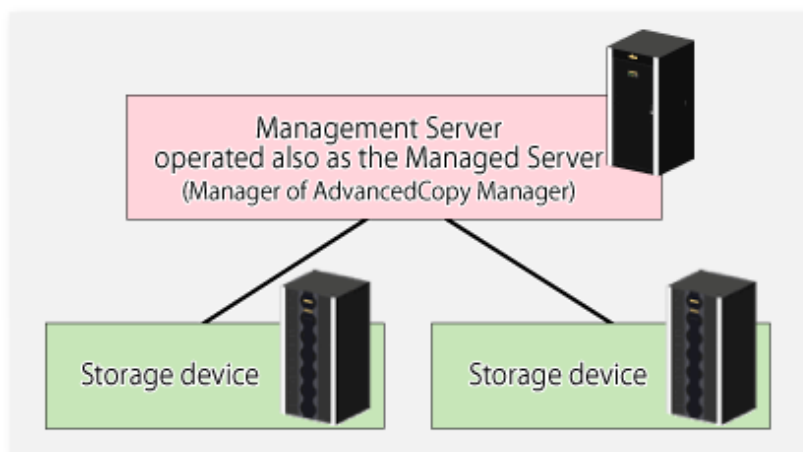 Management Server
operated also as the Managed Server
(Manager of AdvancedCopy Manager)
Storage device
Storage device